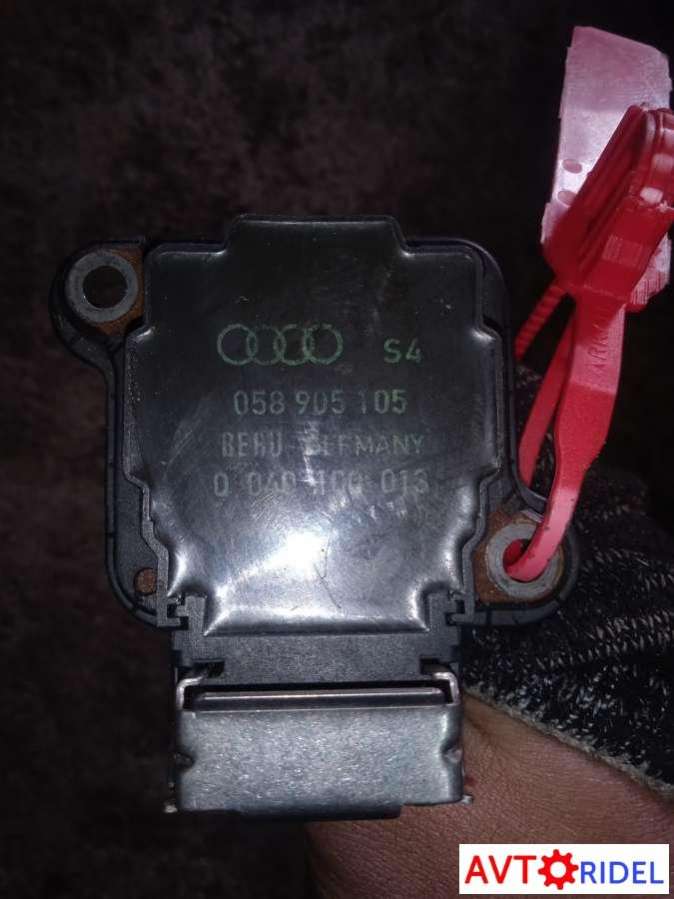 S4
058 905 105
BERU GERMANY
0 040 100 013
AVTORIDEL